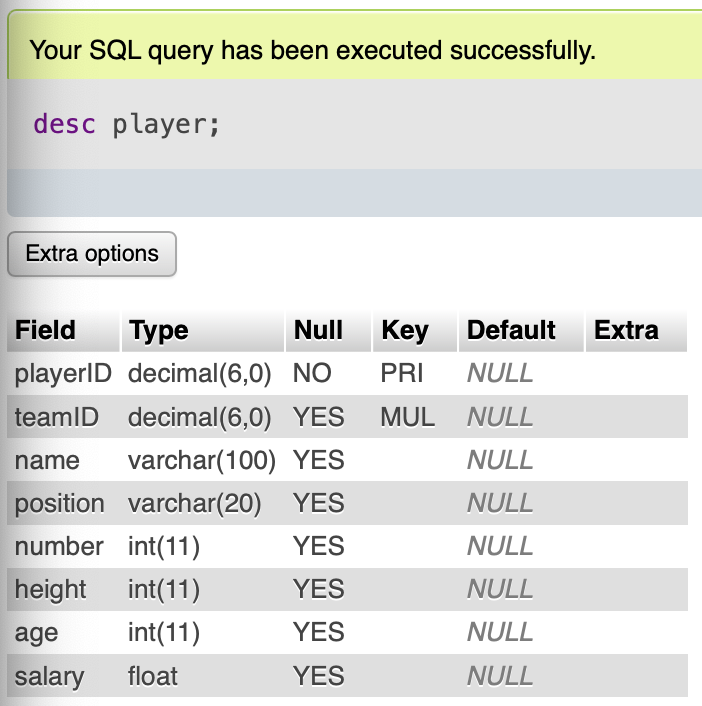 Your SQL query has been executed successfully.
desc player;
Extra options
Field Type Null Key Default Extra
playerID decimal(6,0) NO PRI NULL
teamID decimal(6,0) YES MUL NULL
name varchar(100) YES NULL
position varchar(20) YES NULL
number int(11) YES NULL
height int(11) YES NULL
age int(11) YES NULL
salary float YES NULL